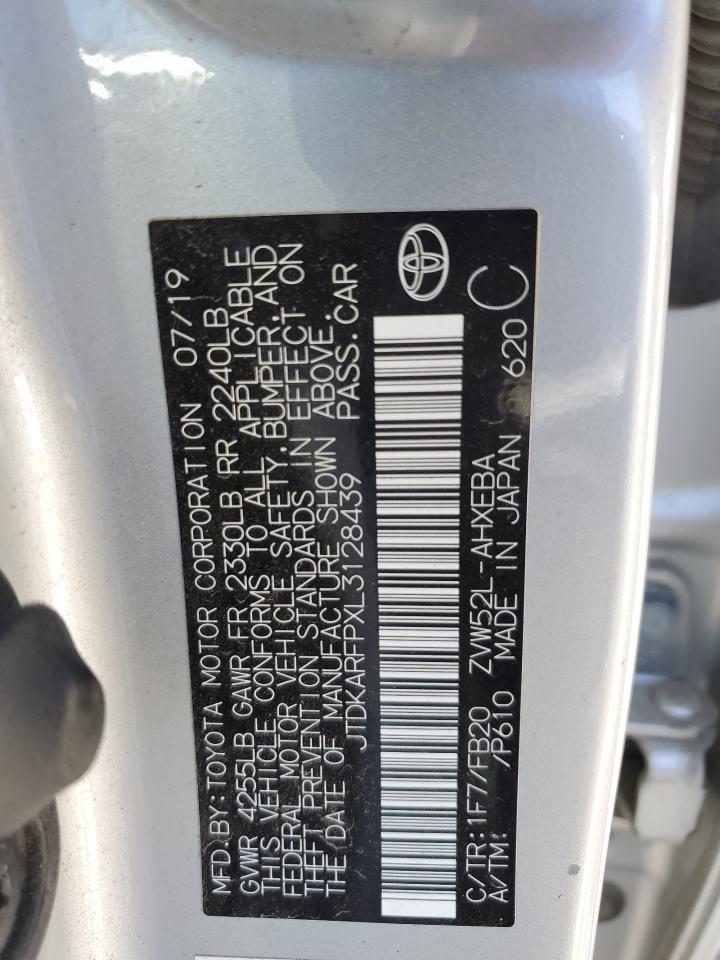 MFD.BY:TOYOTA MOTOR CORPORATION 07/19
GVWR 4255LB GAWR FR 2330LB RR 2240LB
THIS VEHICLE CONFORMS TO ALL APPLICABLE
FEDERAL MOTOR VEHICLE SAFETY,BUMPER,AND
THEFT PREVENTION STANDARDS IN EFFECT ON
THE DATE OF MANUFACTURE SHOWN ABOVE.
JTDKARFPXL3128439 PASS.CAR
C/TR:1F7/FB20 ZVW52L-AHXEBA
A/TM: /P610 MADE IN JAPAN 620 C